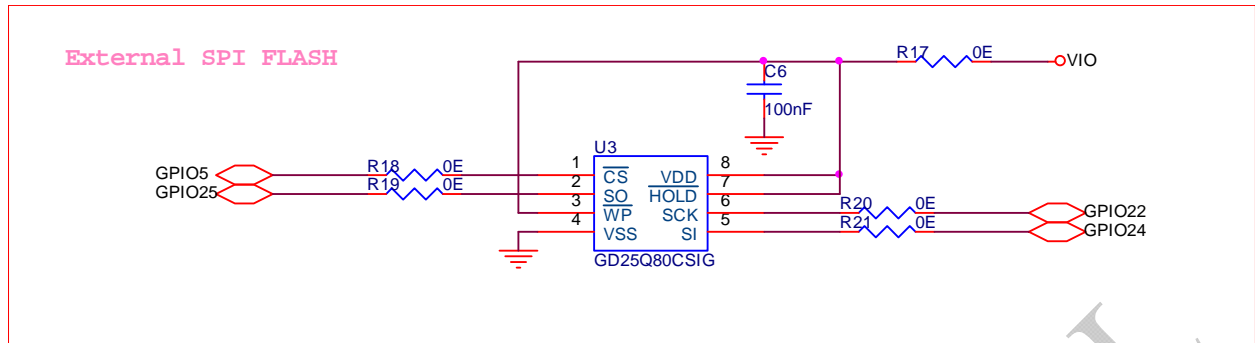 External SPI FLASH
R17 0E
VIO
C6
100nF
U3
GPIO5
R18 0E
1 CS VDD 8
GPIO25
R19 0E
2 SO HOLD 7
3 WP SCK 6
R20 0E
GPIO22
4 VSS SI 5
R21 0E
GPIO24
GD25Q80CSIG